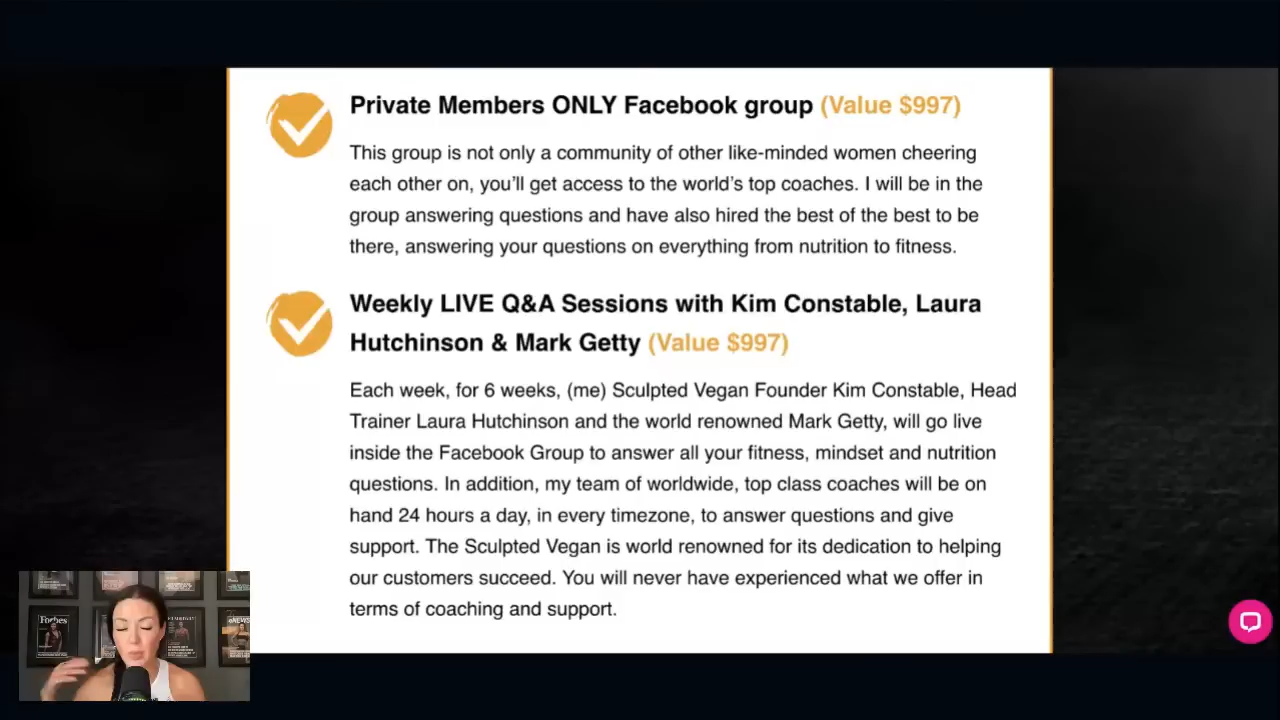 Private Members ONLY Facebook group (Value $997)
This group is not only a community of other like-minded women cheering
each other on, you'll get access to the world's top coaches. I will be in the
group answering questions and have also hired the best of the best to be
there, answering your questions on everything from nutrition to fitness.
Weekly LIVE Q&A Sessions with Kim Constable, Laura
Hutchinson & Mark Getty (Value $997)
Each week, for 6 weeks, (me) Sculpted Vegan Founder Kim Constable, Head
Trainer Laura Hutchinson and the world renowned Mark Getty, will go live
inside the Facebook Group to answer all your fitness, mindset and nutrition
questions. In addition, my team of worldwide, top class coaches will be on
hand 24 hours a day, in every timezone, to answer questions and give
support. The Sculpted Vegan is world renowned for its dedication to helping
our customers succeed. You will never have experienced what we offer in
terms of coaching and support.
Forbes